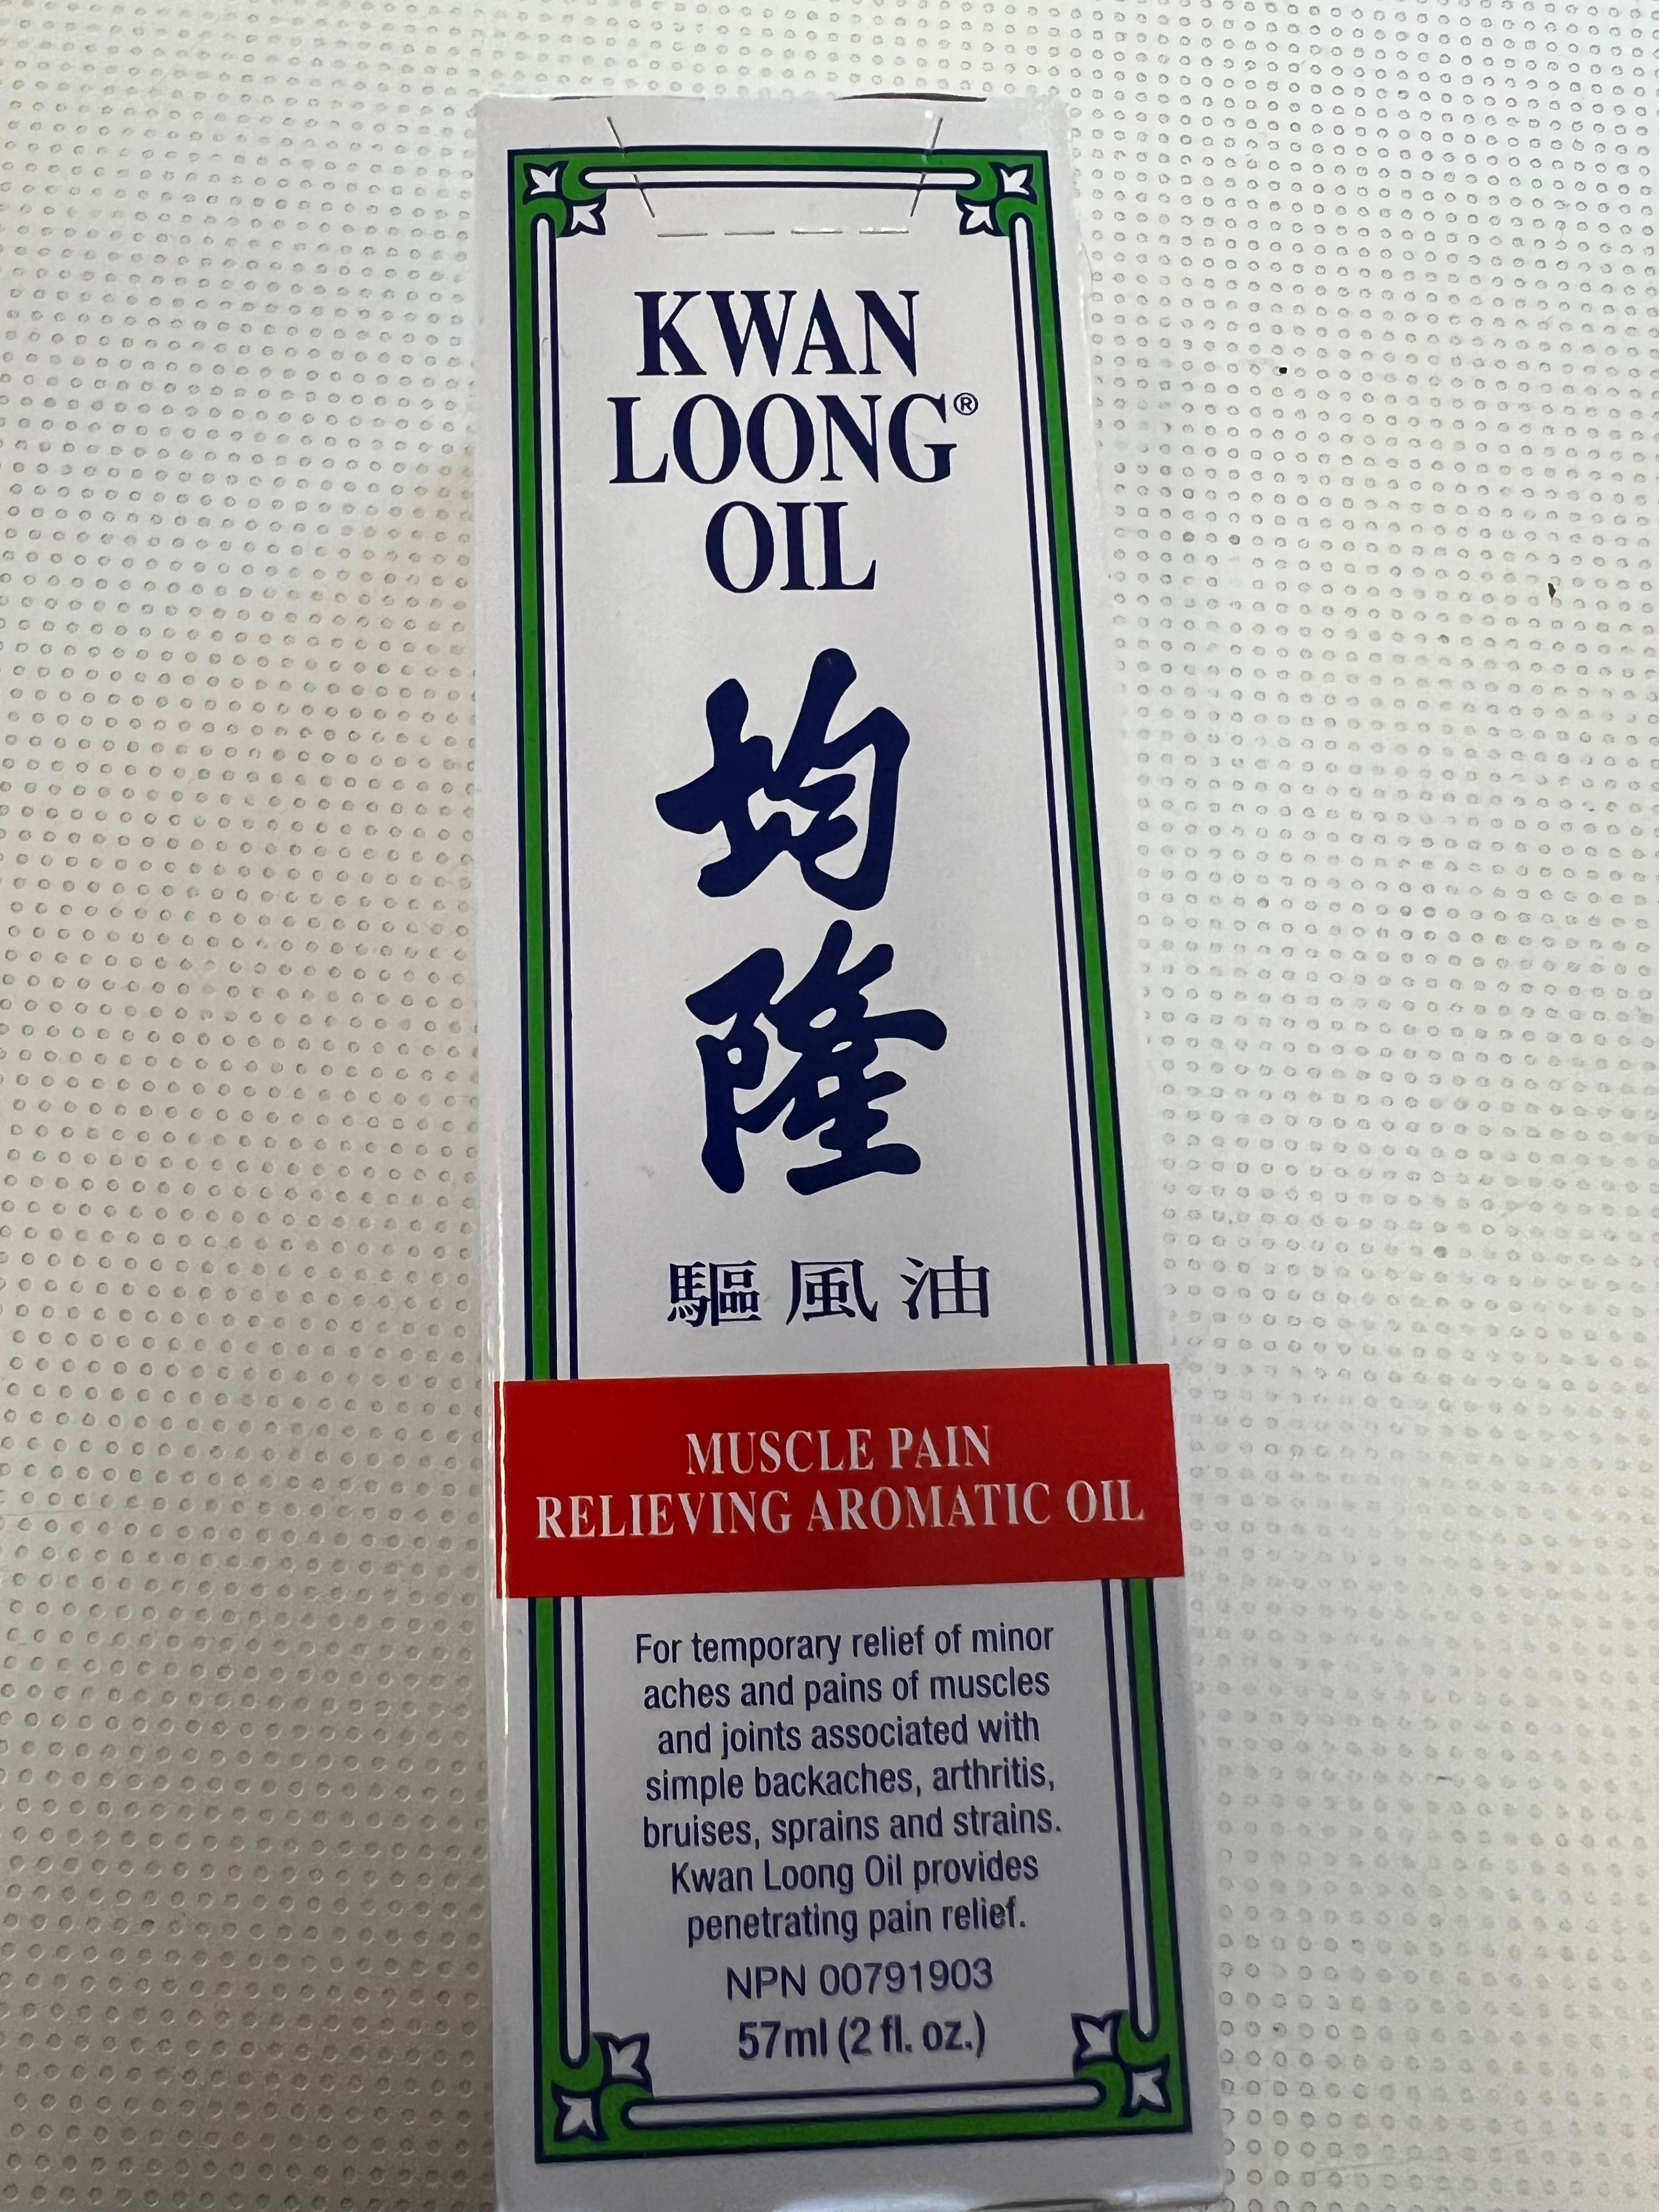 KWAN
LOONG®
OIL
均
隆
驅風油
MUSCLE PAIN
RELIEVING AROMATIC OIL
For temporary relief of minor
aches and pains of muscles
and joints associated with
simple backaches, arthritis,
bruises, sprains and strains.
Kwan Loong Oil provides
penetrating pain relief.
NPN 00791903
57ml (2 fl. oz.)